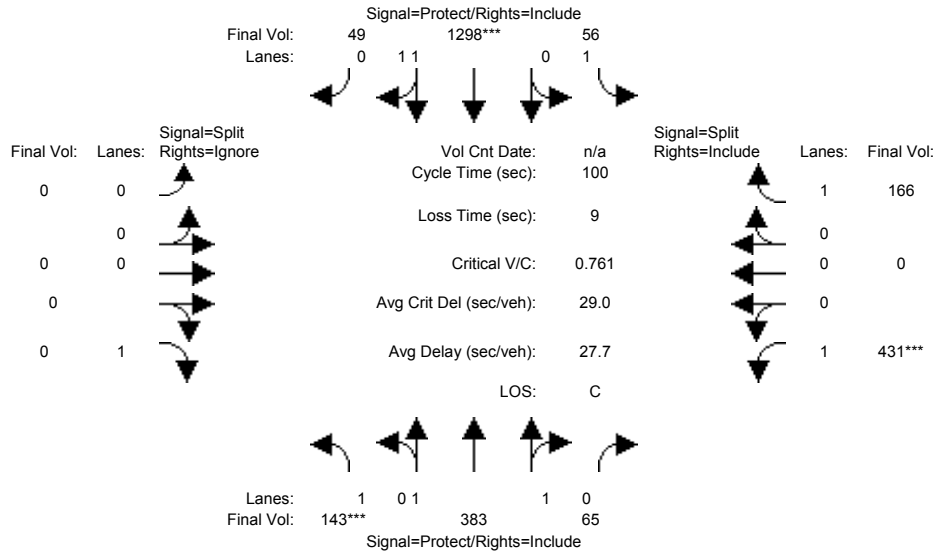 Signal=Protect/Rights=Include
Final Vol: 49 1298*** 56
Lanes: 0 1 1 0 1
Signal=Split Signal=Split
Final Vol: Lanes: Rights=Ignore Vol Cnt Date: n/a Rights=Include Lanes: Final Vol:
Cycle Time (sec): 100
0 0 1 166
Loss Time (sec): 9
0 0
0 0 Critical V/C: 0.761 0 0
0 Avg Crit Del (sec/veh): 29.0 0
0 1 Avg Delay (sec/veh): 27.7 1 431***
LOS: C
Lanes: 1 0 1 1 0
Final Vol: 143*** 383 65
Signal=Protect/Rights=Include